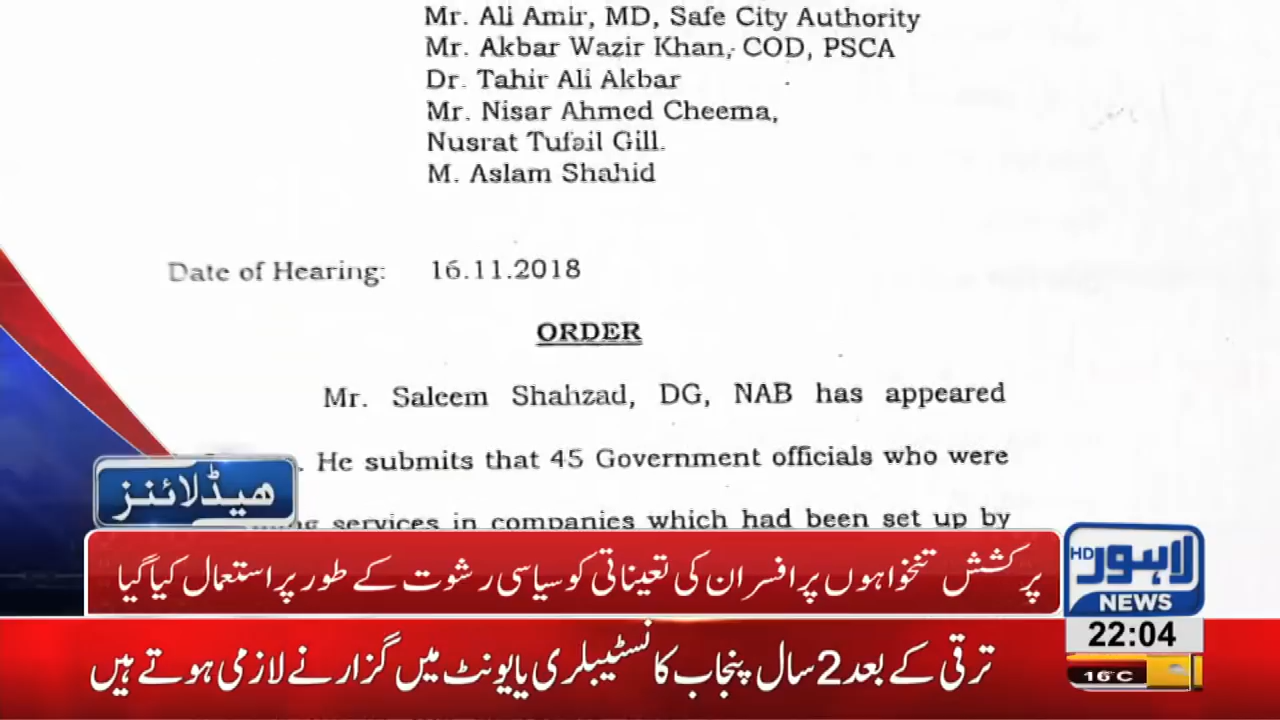 Mr. Ali Amir, MD, Safe City Authority
Mr. Akbar Wazir Khan, COD, PSCA
Dr. Tahir Ali Akbar
Mr. Nisar Ahmed Cheema,
Nusrat Tufail Gill.
M. Aslam Shahid
Date of Hearing: 16.11.2018
ORDER
Mr. Saleem Shahzad, DG, NAB has appeared
. He submits that 45 Government officials who were
services in companies which had been set up by
ھیڈلائنز
پرکشش تنخواہوں پر افسران کی تعیناتی کو سیاسی رشوت کے طور پر استعمال کیا گیا
HD لاہور
NEWS
22:04
16°C
ترقی کے بعد 2 سال پنجاب کانسٹیبلری یا یونٹ میں گزارنے لازمی ہوتے ہیں